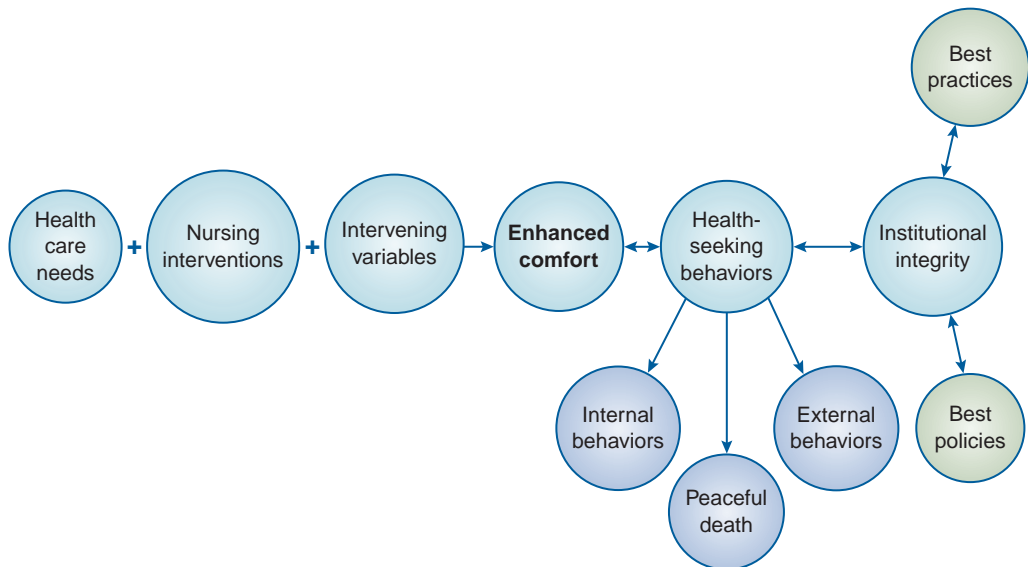 Best
practices
Health
care
needs
+
Nursing
interventions
+
Intervening
variables
Enhanced
comfort
Health-
seeking
behaviors
Institutional
integrity
Internal
behaviors
External
behaviors
Best
policies
Peaceful
death